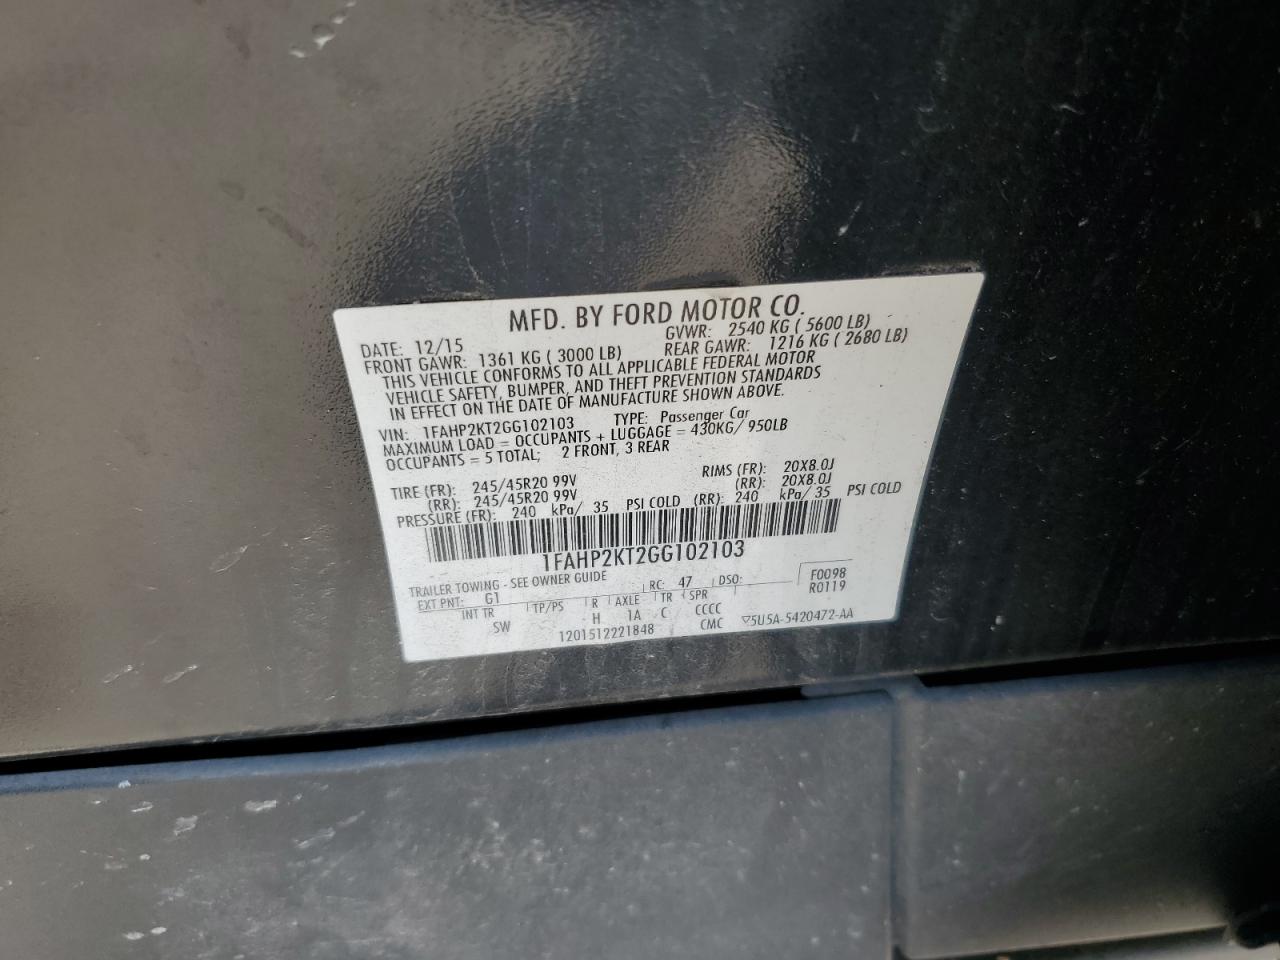 MFD. BY FORD MOTOR CO.
DATE: 12/15 GVWR: 2540 KG ( 5600 LB)
FRONT GAWR: 1361 KG ( 3000 LB) REAR GAWR: 1216 KG ( 2680 LB)
THIS VEHICLE CONFORMS TO ALL APPLICABLE FEDERAL MOTOR
VEHICLE SAFETY, BUMPER, AND THEFT PREVENTION STANDARDS
IN EFFECT ON THE DATE OF MANUFACTURE SHOWN ABOVE.
VIN: 1FAHP2KT2GG102103 TYPE: Passenger Car
MAXIMUM LOAD = OCCUPANTS + LUGGAGE = 430KG/ 950LB
OCCUPANTS = 5 TOTAL; 2 FRONT, 3 REAR
TIRE (FR): 245/45R20 99V RIMS (FR): 20X8.0J
(RR): 245/45R20 99V (RR): 20X8.0J
PRESSURE (FR): 240 kPa/ 35 PSI COLD (RR): 240 kPa/ 35 PSI COLD
1FAHP2KT2GG102103
TRAILER TOWING - SEE OWNER GUIDE
EXT PNT: G1 RC: 47 DSO: F0098
R0119
INT TR TP/PS R AXLE TR SPR
SW H 1A C CCCC
1201512221848 CMC ▽5U5A-5420472-AA